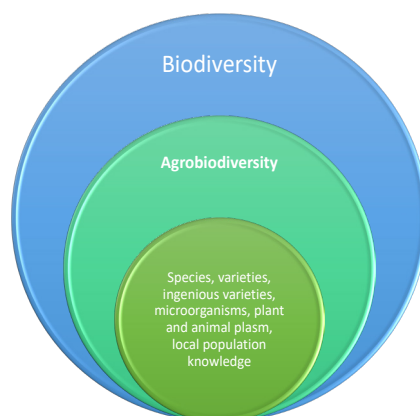 Biodiversity
Agrobiodiversity
Species, varieties,
ingenious varieties,
microorganisms, plant
and animal plasm,
local population
knowledge